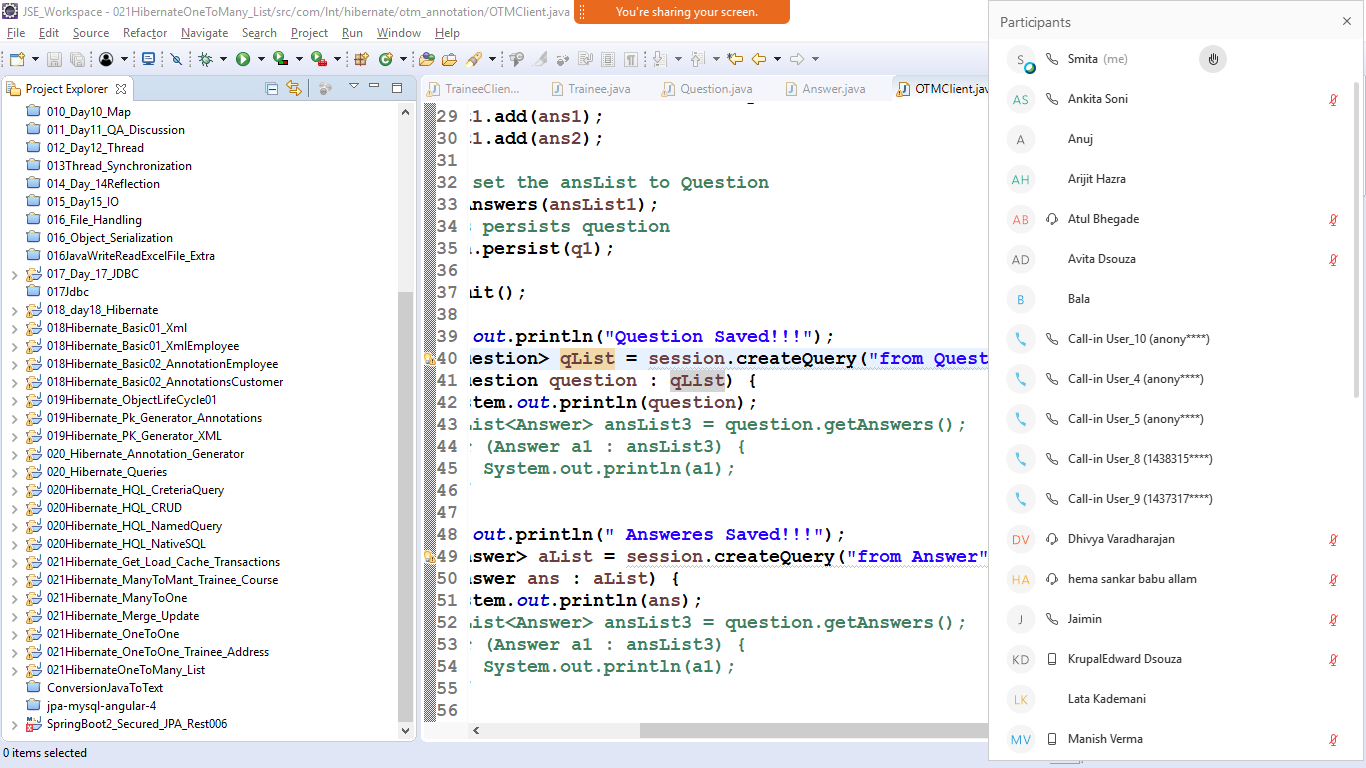 JSE_Workspace - 021HibernateOneToMany_List/src/com/Int/hibernate/otm_annotation/OTMClient.java
You're sharing your screen.
File Edit Source Refactor Navigate Search Project Run Window Help
Project Explorer
010_Day10_Map
011_Day11_QA_Discussion
012_Day12_Thread
013Thread_Synchronization
014_Day_14Reflection
015_Day15_IO
016_File_Handling
016_Object_Serialization
016JavaWriteReadExcelFile_Extra
017_Day_17_JDBC
017Jdbc
018_day18_Hibernate
018Hibernate_Basic01_Xml
018Hibernate_Basic01_XmlEmployee
018Hibernate_Basic02_AnnotationEmployee
018Hibernate_Basic02_AnnotationsCustomer
019Hibernate_ObjectLifeCycle01
019Hibernate_Pk_Generator_Annotations
019Hibernate_PK_Generator_XML
020_Hibernate_Annotation_Generator
020_Hibernate_Queries
020Hibernate_HQL_CreteriaQuery
020Hibernate_HQL_CRUD
020Hibernate_HQL_NamedQuery
020Hibernate_HQL_NativeSQL
021Hibernate_Get_Load_Cache_Transactions
021Hibernate_ManyToMant_Trainee_Course
021Hibernate_ManyToOne
021Hibernate_Merge_Update
021Hibernate_OneToOne
021Hibernate_OneToOne_Trainee_Address
021HibernateOneToMany_List
ConversionJavaToText
jpa-mysql-angular-4
SpringBoot2_Secured_JPA_Rest006
0 items selected
TraineeClien... Trainee.java Question.java Answer.java OTMClient.jav
29 1.add(ans1);
30 1.add(ans2);
31
32 set the ansList to Question
33 nswers(ansList1);
34 persists question
35 .persist(q1);
36
37 it();
38
39 out.println("Question Saved!!!");
40 estion> qList = session.createQuery("from Quest
41 estion question : qList) {
42 tem.out.println(question);
43 ist<Answer> ansList3 = question.getAnswers();
44 (Answer a1 : ansList3) {
45 System.out.println(a1);
46
47
48 out.println(" Answeres Saved!!!");
49 swer> aList = session.createQuery("from Answer"
50 swer ans : aList) {
51 tem.out.println(ans);
52 ist<Answer> ansList3 = question.getAnswers();
53 (Answer a1 : ansList3) {
54 System.out.println(a1);
55
56
Participants
S Smita (me)
AS Ankita Soni
A Anuj
AH Arijit Hazra
AB Atul Bhegade
AD Avita Dsouza
B Bala
Call-in User_10 (anony****)
Call-in User_4 (anony****)
Call-in User_5 (anony****)
Call-in User_8 (1438315****)
Call-in User_9 (1437317****)
DV Dhivya Varadharajan
HA hema sankar babu allam
J Jaimin
KD KrupalEdward Dsouza
LK Lata Kademani
MV Manish Verma